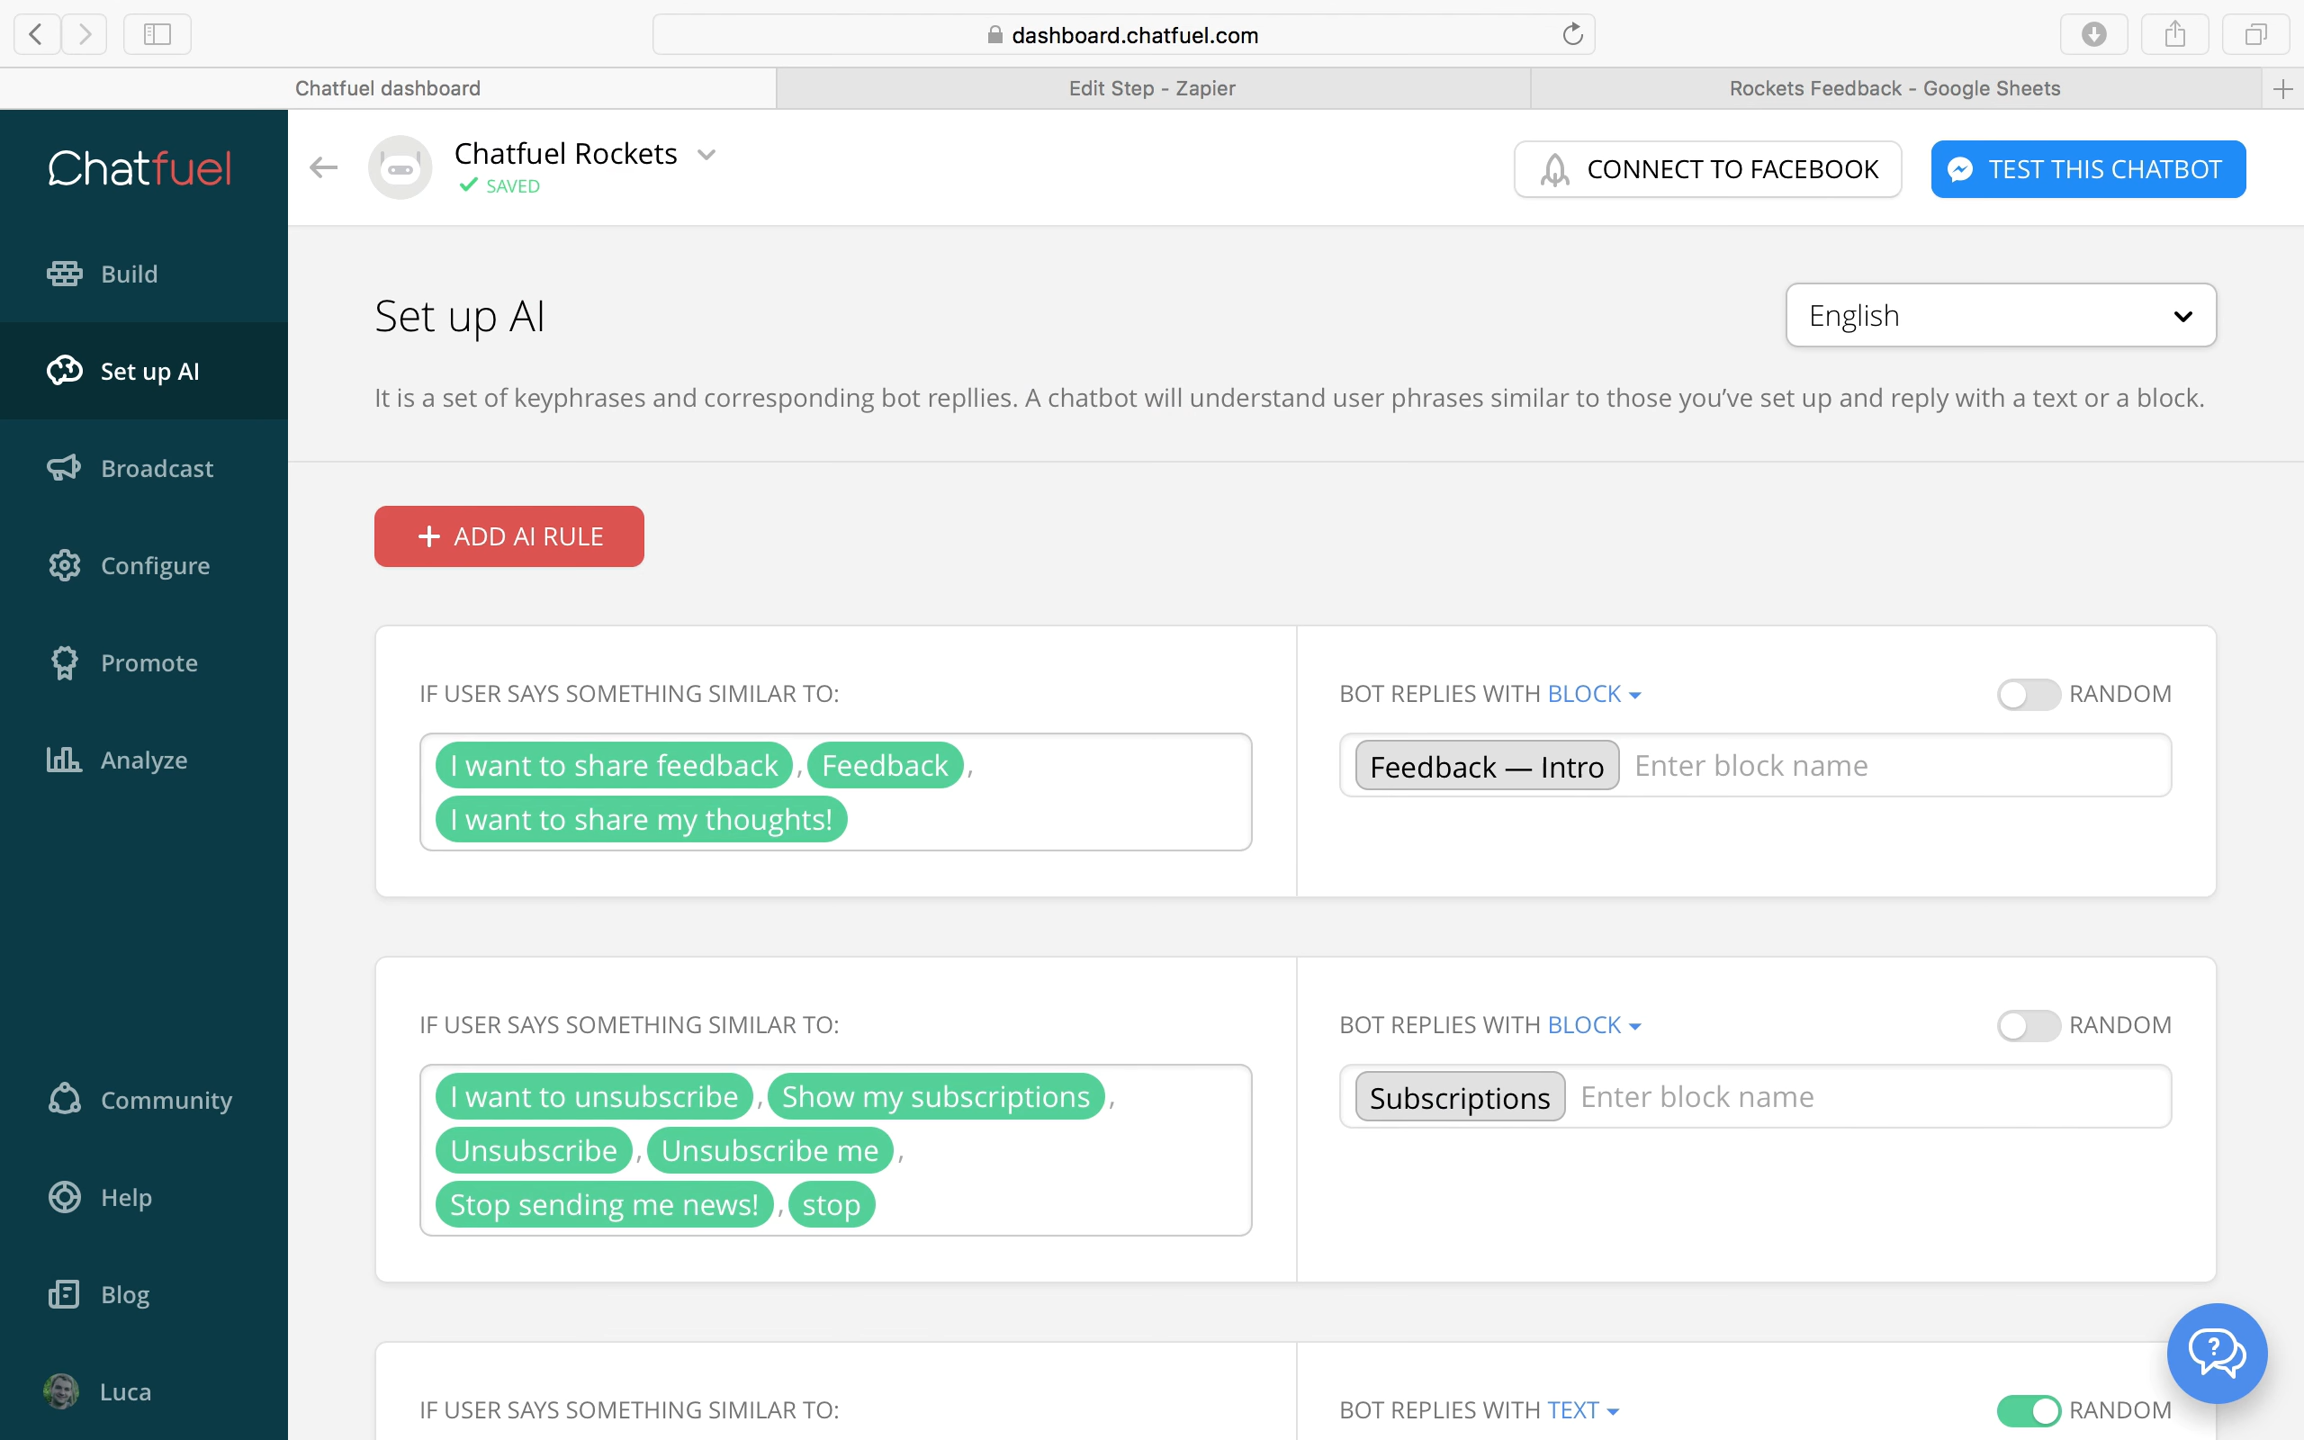 dashboard.chatfuel.com
Chatfuel dashboard
Edit Step - Zapier
Rockets Feedback - Google Sheets
Chatfuel
Chatfuel Rockets
SAVED
CONNECT TO FACEBOOK
TEST THIS CHATBOT
Build
Set up AI
Broadcast
Configure
Promote
Analyze
Community
Help
Blog
Luca
Set up AI
English
It is a set of keyphrases and corresponding bot repllies. A chatbot will understand user phrases similar to those you’ve set up and reply with a text or a block.
+ ADD AI RULE
IF USER SAYS SOMETHING SIMILAR TO:
I want to share feedback , Feedback ,
I want to share my thoughts!
BOT REPLIES WITH BLOCK
RANDOM
Feedback — Intro Enter block name
IF USER SAYS SOMETHING SIMILAR TO:
I want to unsubscribe , Show my subscriptions ,
Unsubscribe , Unsubscribe me ,
Stop sending me news! , stop
BOT REPLIES WITH BLOCK
RANDOM
Subscriptions Enter block name
IF USER SAYS SOMETHING SIMILAR TO:
BOT REPLIES WITH TEXT
RANDOM
?